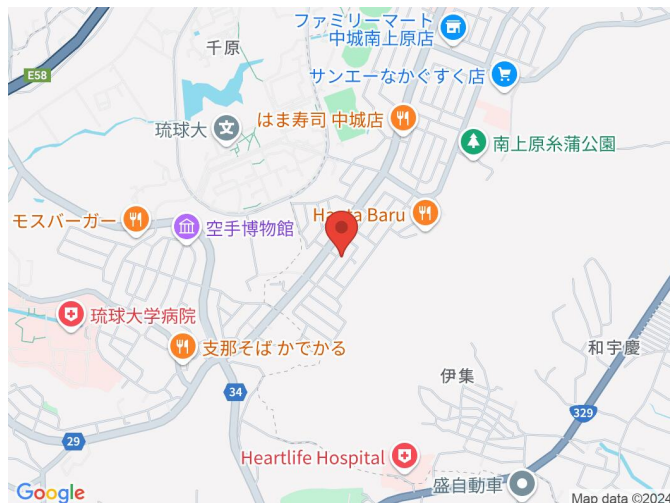 ファミリーマート
中城南上原店
千原
E58
サンエーなかぐすく店
はま寿司 中城店
琉球大
南上原糸蒲公園
モスバーガー
空手博物館
琉球大学病院
支那そば かでかる
和宇慶
伊集
34
329
29
Heartlife Hospital
盛自動車
Google
Map data ©2024